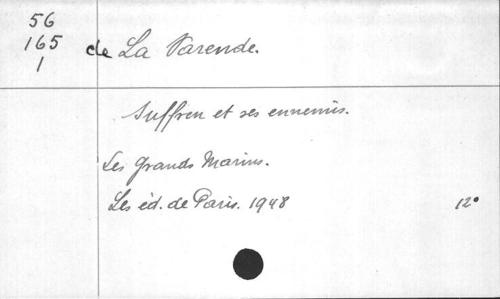 56
165
1
de La Varende.
Suffren et ses ennemis.
Les grands Marins.
Les éd. de Paris. 1948 12°